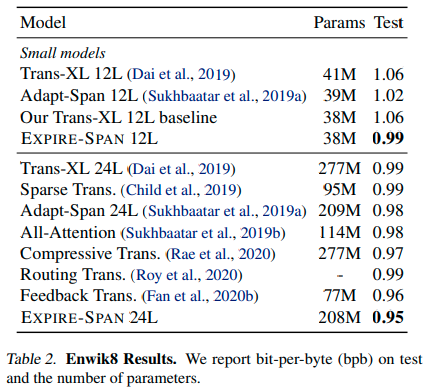 Model Params Test
Small models
Trans-XL 12L (Dai et al., 2019) 41M 1.06
Adapt-Span 12L (Sukhbaatar et al., 2019a) 39M 1.02
Our Trans-XL 12L baseline 38M 1.06
EXPIRE-SPAN 12L 38M 0.99
Trans-XL 24L (Dai et al., 2019) 277M 0.99
Sparse Trans. (Child et al., 2019) 95M 0.99
Adapt-Span 24L (Sukhbaatar et al., 2019a) 209M 0.98
All-Attention (Sukhbaatar et al., 2019b) 114M 0.98
Compressive Trans. (Rae et al., 2020) 277M 0.97
Routing Trans. (Roy et al., 2020) - 0.99
Feedback Trans. (Fan et al., 2020b) 77M 0.96
EXPIRE-SPAN 24L 208M 0.95
Table 2. Enwik8 Results. We report bit-per-byte (bpb) on test
and the number of parameters.